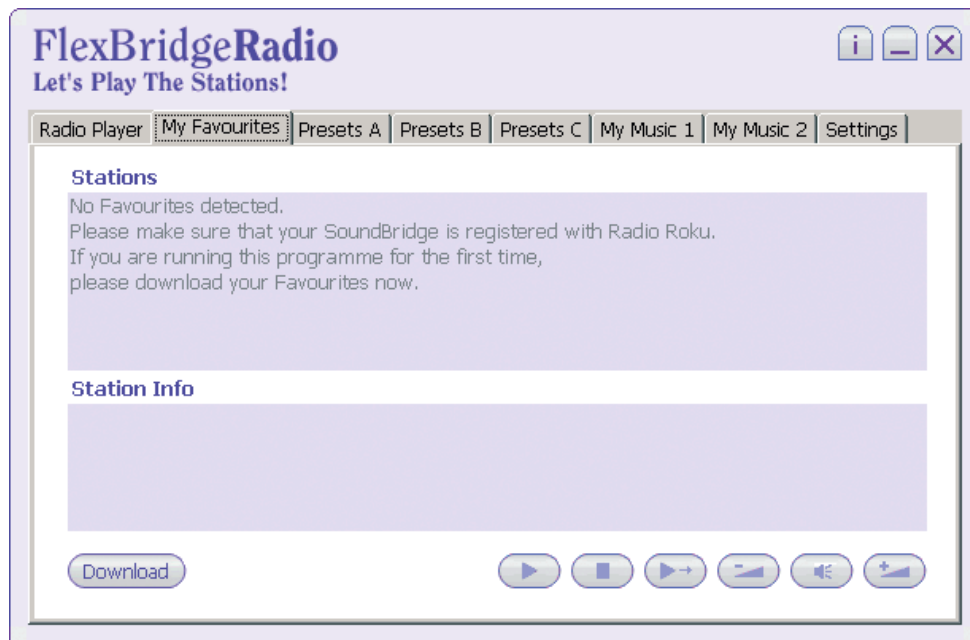 FlexBridgeRadio
Let's Play The Stations!
i
Radio Player My Favourites Presets A Presets B Presets C My Music 1 My Music 2 Settings
Stations
No Favourites detected.
Please make sure that your SoundBridge is registered with Radio Roku.
If you are running this programme for the first time,
please download your Favourites now.
Station Info
Download